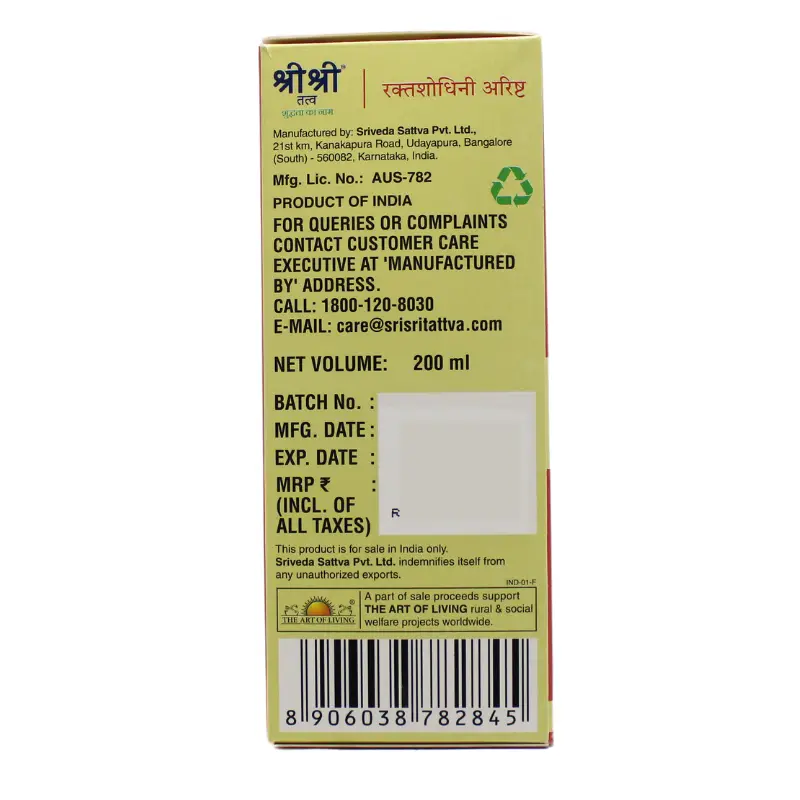 श्री श्री®
तत्व
शुद्धता का नाम
रक्तशोधिनी अरिष्ट
Manufactured by: Sriveda Sattva Pvt. Ltd.,
21st km, Kanakapura Road, Udayapura, Bangalore
(South) - 560082, Karnataka, India.
Mfg. Lic. No.: AUS-782
PRODUCT OF INDIA
FOR QUERIES OR COMPLAINTS
CONTACT CUSTOMER CARE
EXECUTIVE AT 'MANUFACTURED
BY' ADDRESS.
CALL: 1800-120-8030
E-MAIL: care@srisritattva.com
NET VOLUME: 200 ml
BATCH No. :
MFG. DATE :
EXP. DATE :
MRP ₹ :
(INCL. OF
ALL TAXES)
R
This product is for sale in India only.
Sriveda Sattva Pvt. Ltd. indemnifies itself from
any unauthorized exports.
IND-01-F
THE ART OF LIVING®
A part of sale proceeds support
THE ART OF LIVING rural & social
welfare projects worldwide.
8 906038 782845